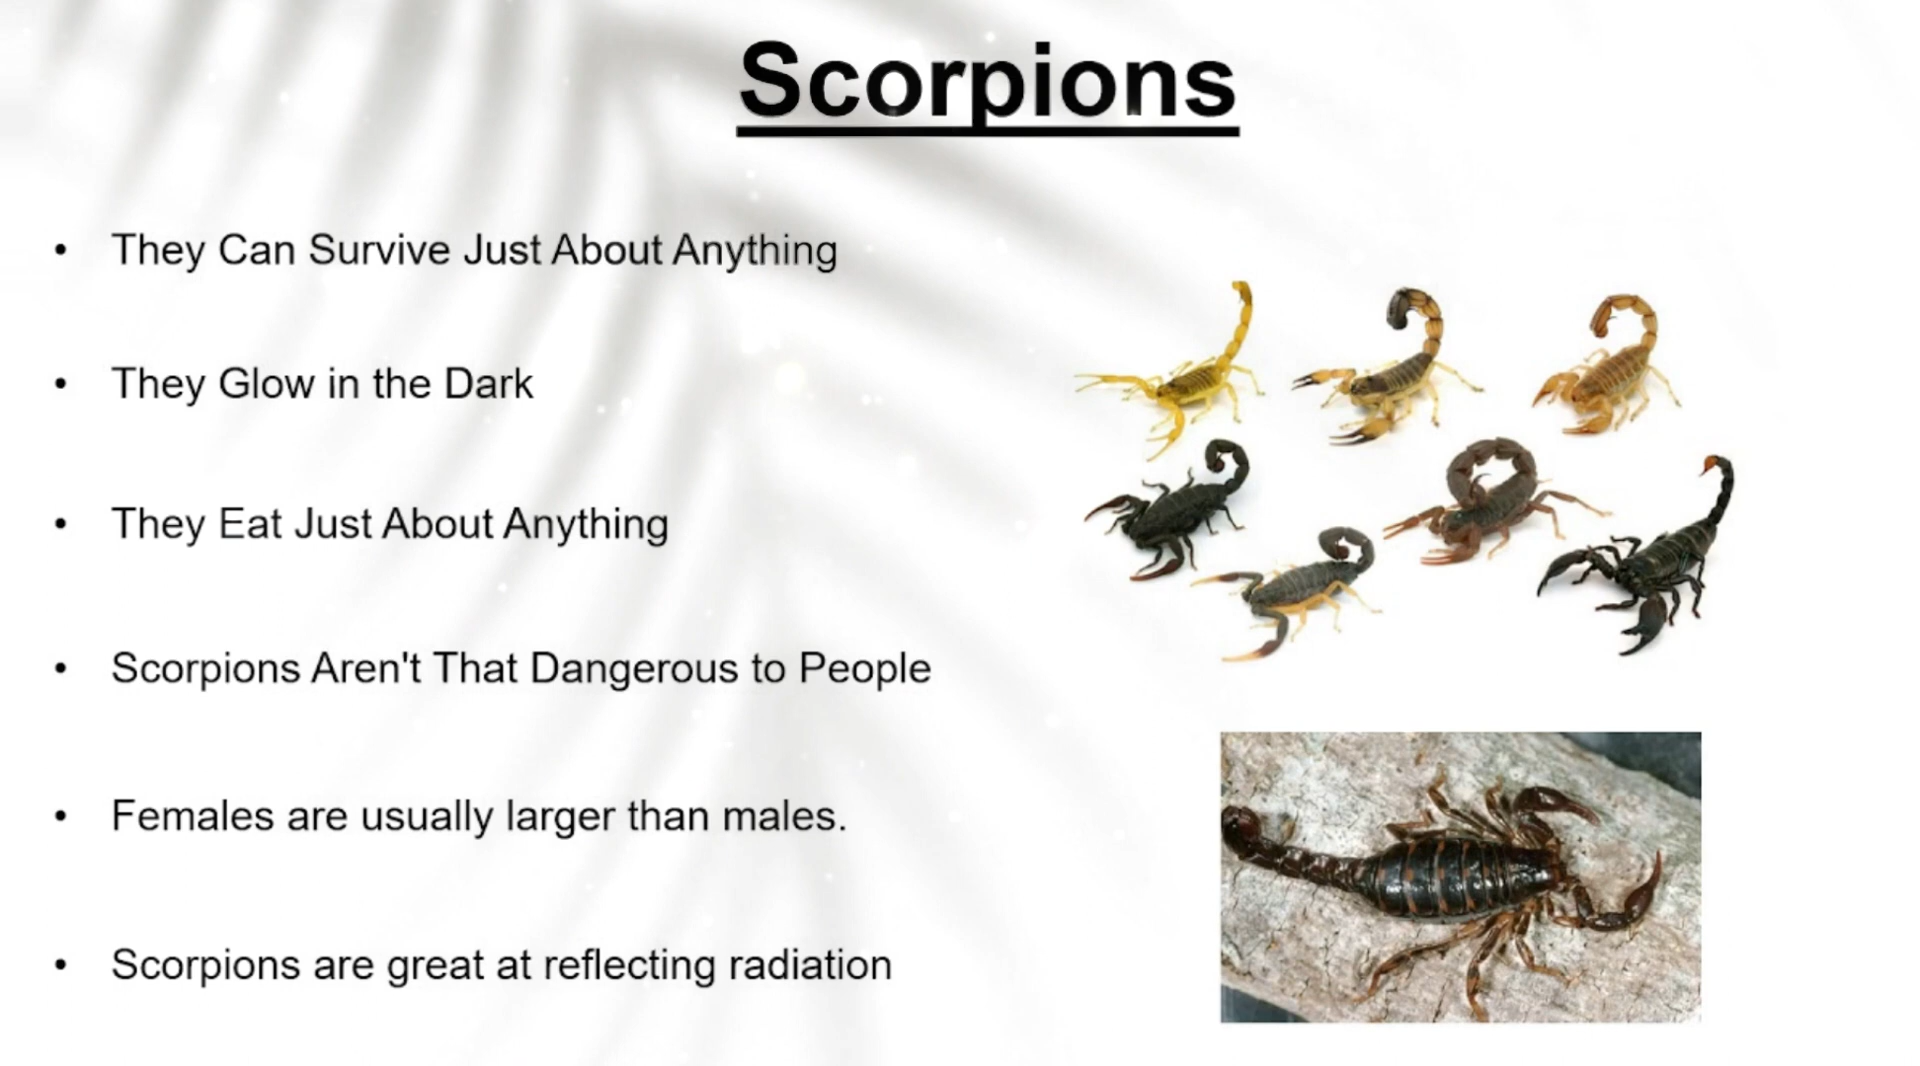 Scorpions
• They Can Survive Just About Anything
• They Glow in the Dark
• They Eat Just About Anything
• Scorpions Aren't That Dangerous to People
• Females are usually larger than males.
• Scorpions are great at reflecting radiation